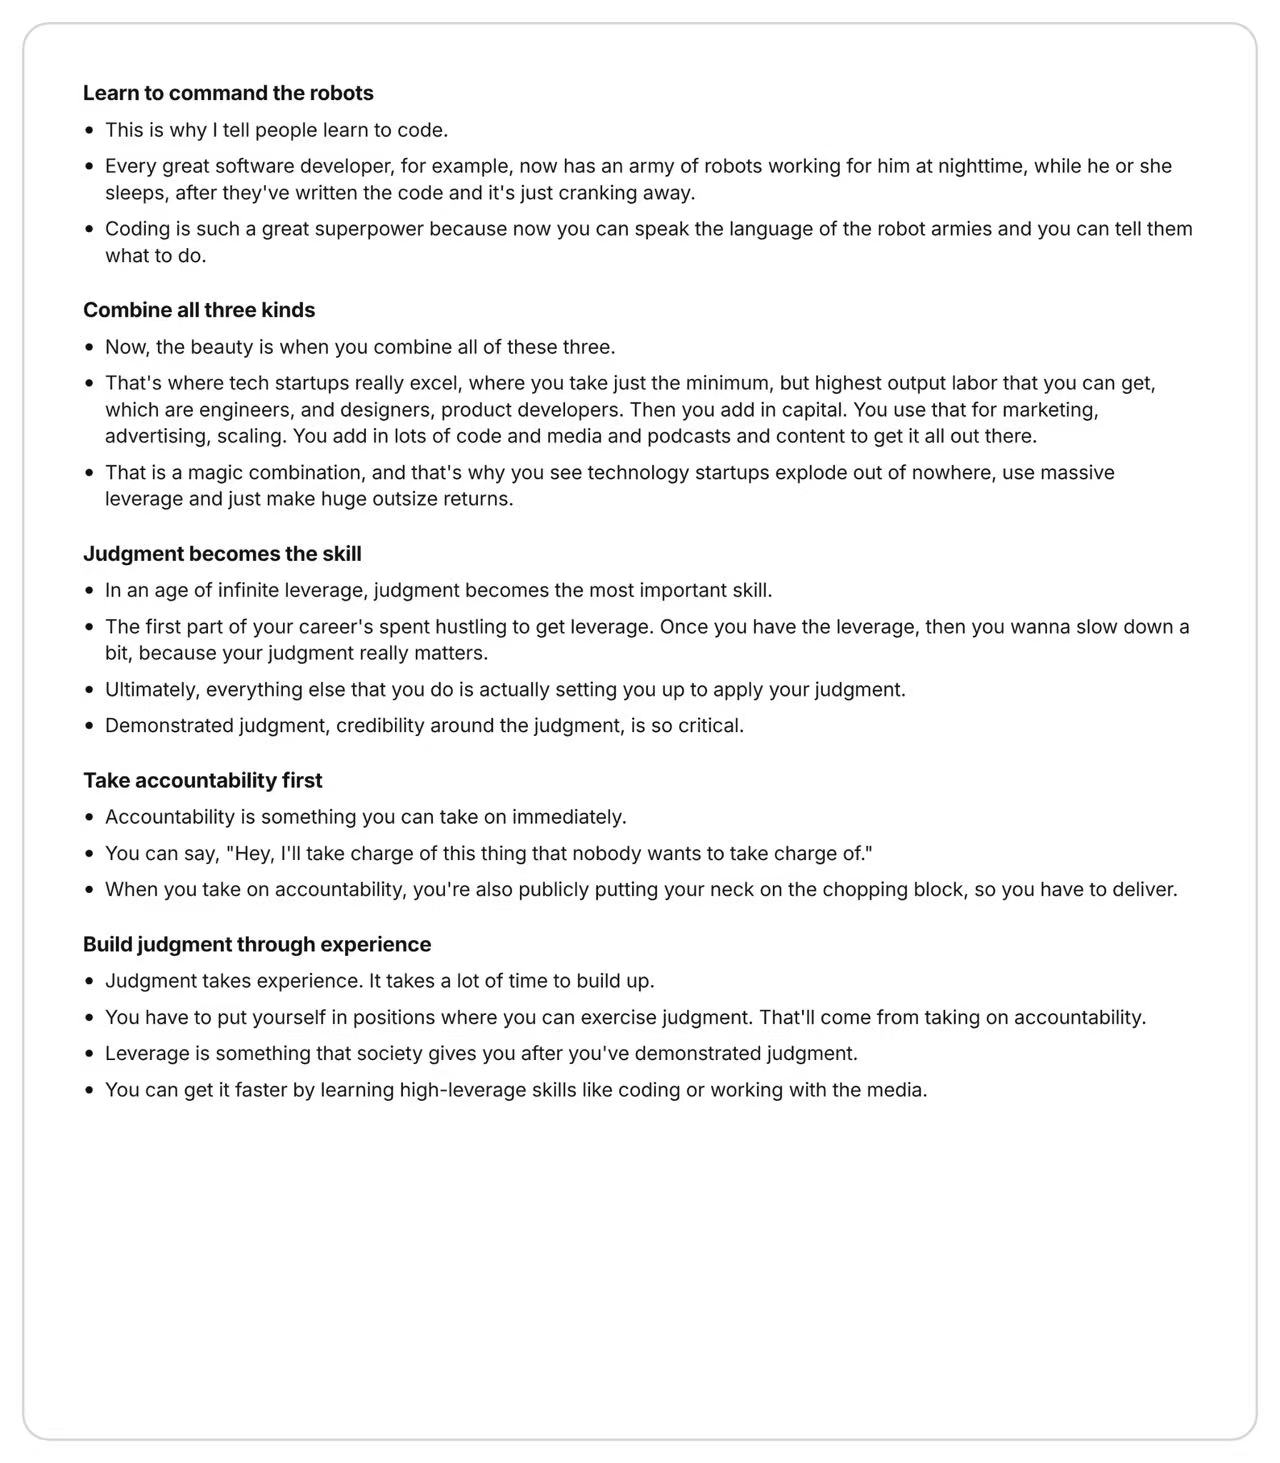 Learn to command the robots
• This is why I tell people learn to code.
• Every great software developer, for example, now has an army of robots working for him at nighttime, while he or she
sleeps, after they've written the code and it's just cranking away.
• Coding is such a great superpower because now you can speak the language of the robot armies and you can tell them
what to do.
Combine all three kinds
• Now, the beauty is when you combine all of these three.
• That's where tech startups really excel, where you take just the minimum, but highest output labor that you can get,
which are engineers, and designers, product developers. Then you add in capital. You use that for marketing,
advertising, scaling. You add in lots of code and media and podcasts and content to get it all out there.
• That is a magic combination, and that's why you see technology startups explode out of nowhere, use massive
leverage and just make huge outsize returns.
Judgment becomes the skill
• In an age of infinite leverage, judgment becomes the most important skill.
• The first part of your career's spent hustling to get leverage. Once you have the leverage, then you wanna slow down a
bit, because your judgment really matters.
• Ultimately, everything else that you do is actually setting you up to apply your judgment.
• Demonstrated judgment, credibility around the judgment, is so critical.
Take accountability first
• Accountability is something you can take on immediately.
• You can say, "Hey, I'll take charge of this thing that nobody wants to take charge of."
• When you take on accountability, you're also publicly putting your neck on the chopping block, so you have to deliver.
Build judgment through experience
• Judgment takes experience. It takes a lot of time to build up.
• You have to put yourself in positions where you can exercise judgment. That'll come from taking on accountability.
• Leverage is something that society gives you after you've demonstrated judgment.
• You can get it faster by learning high-leverage skills like coding or working with the media.